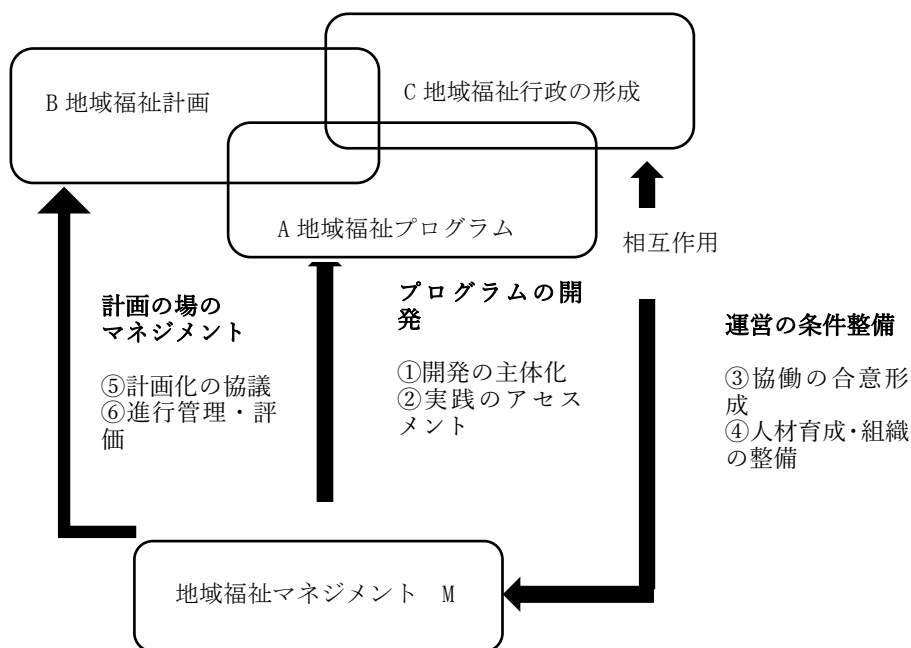 C 地域福祉行政の形成
B 地域福祉計画
A 地域福祉プログラム
相互作用
計画の場の
マネジメント
⑤計画化の協議
⑥進行管理・評
価
プログラムの開
発
①開発の主体化
②実践のアセス
メント
運営の条件整備
③協働の合意形
成
④人材育成・組織
の整備
地域福祉マネジメント　M